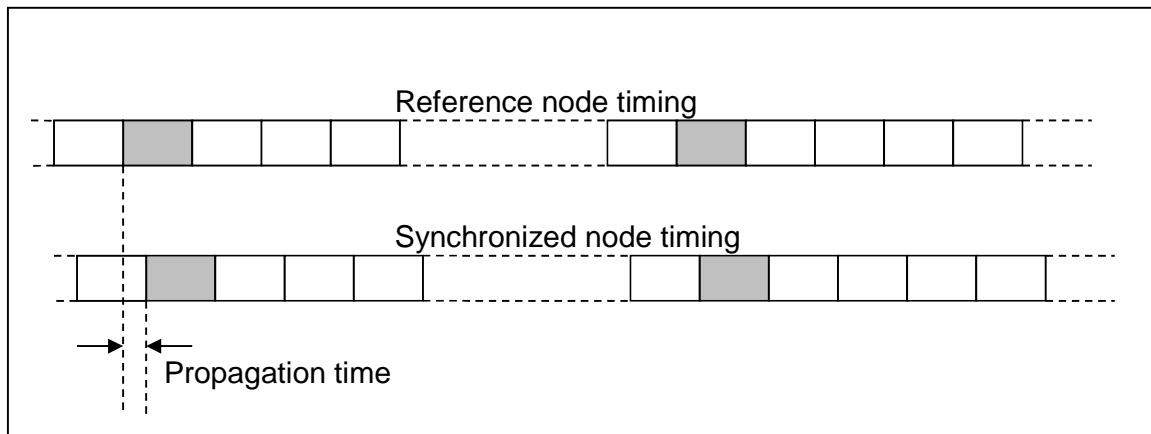 Reference node timing
Synchronized node timing
Propagation time